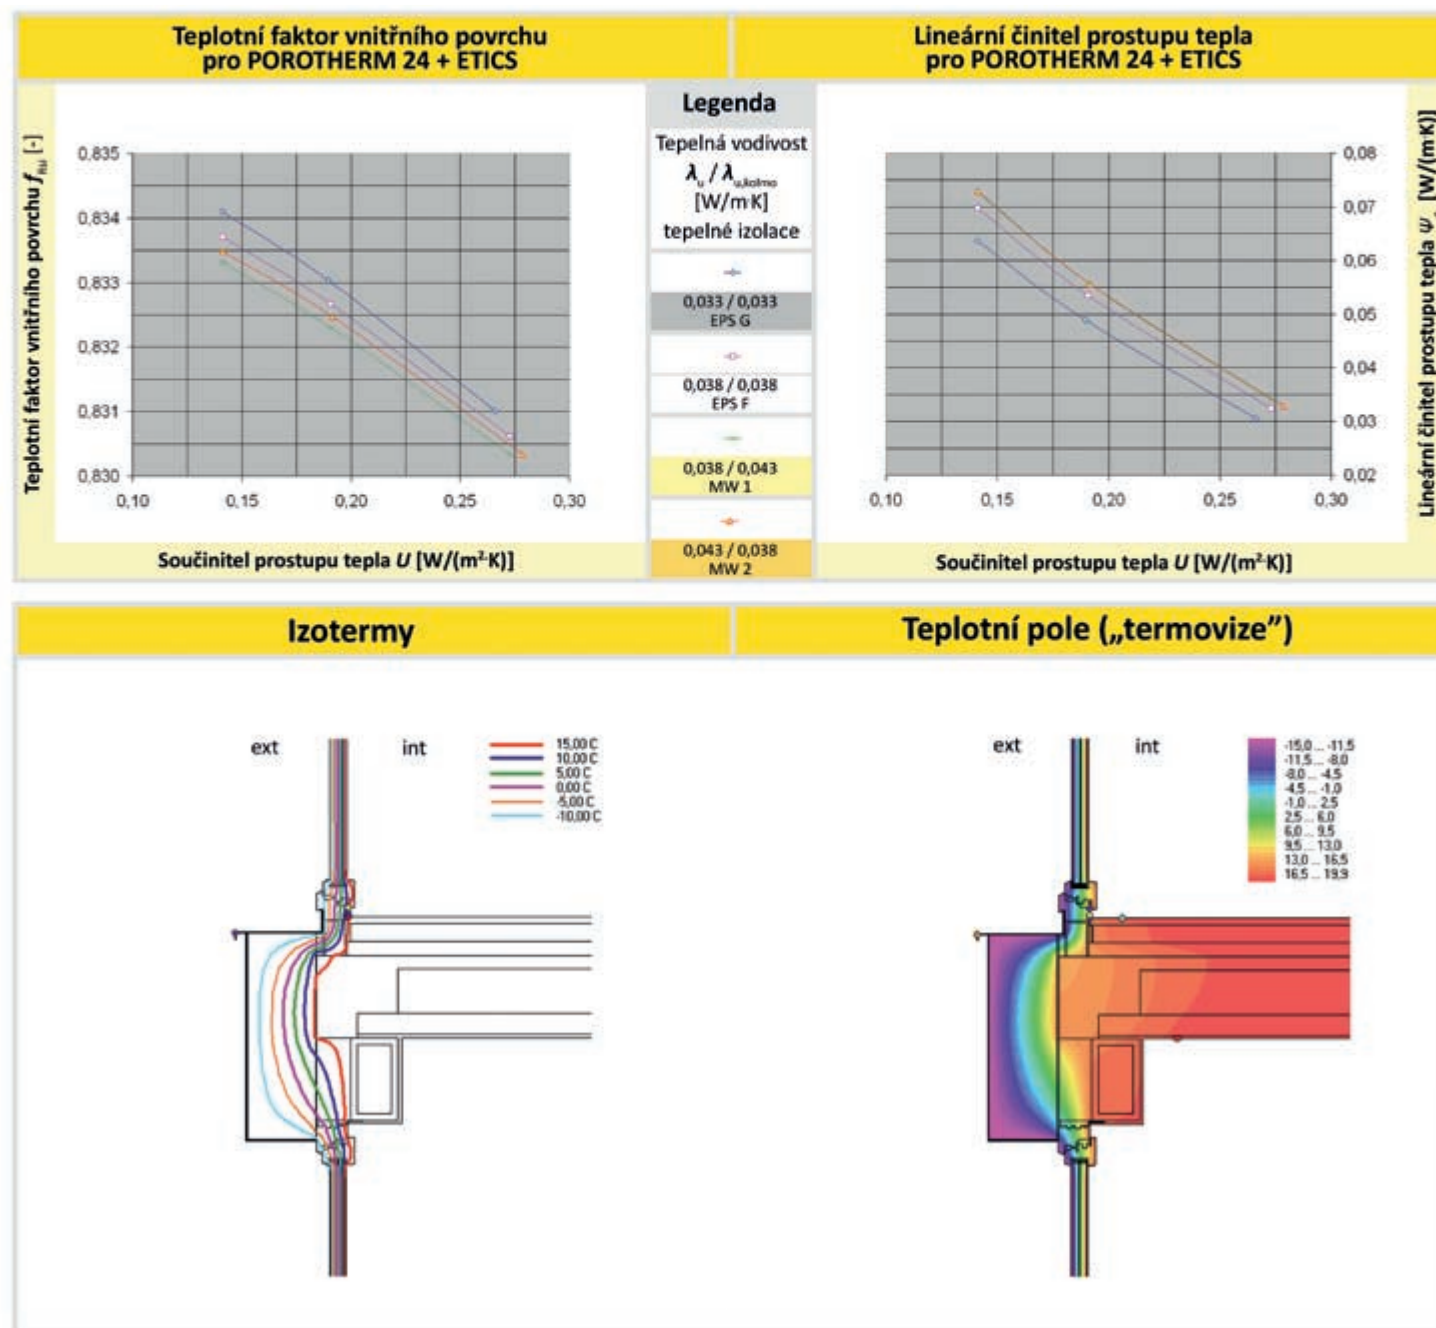 Teplotní faktor vnitřního povrchu
pro POROTHERM 24 + ETICS
Lineární činitel prostupu tepla
pro POROTHERM 24 + ETICS
Teplotní faktor vnitřního povrchu
[-]
0,835
0,834
0,833
0,832
0,831
0,830
0,10
0,15
0,20
0,25
0,30
Součinitel prostupu tepla U [W/(m²·K)]
Legenda
Tepelná vodivost
λu / λu,kolmo
[W/m·K]
tepelné izolace
0,033 / 0,033
EPS G
0,038 / 0,038
EPS F
0,038 / 0,043
MW 1
0,043 / 0,038
MW 2
0,08
0,07
0,06
0,05
0,04
0,03
0,02
0,10
0,15
0,20
0,25
0,30
Lineární činitel prostupu tepla Ψ [W/(m·K)]
Součinitel prostupu tepla U [W/(m²·K)]
Izotermy
Teplotní pole („termovize”)
ext
int
15,00 C
10,00 C
5,00 C
0,00 C
-5,00 C
-10,00 C
ext
int
-15,0 ... -11,5
-11,5 ... -8,0
-8,0 ... -4,5
-4,5 ... -1,0
-1,0 ... 2,5
2,5 ... 6,0
6,0 ... 9,5
9,5 ... 13,0
13,0 ... 16,5
16,5 ... 19,9